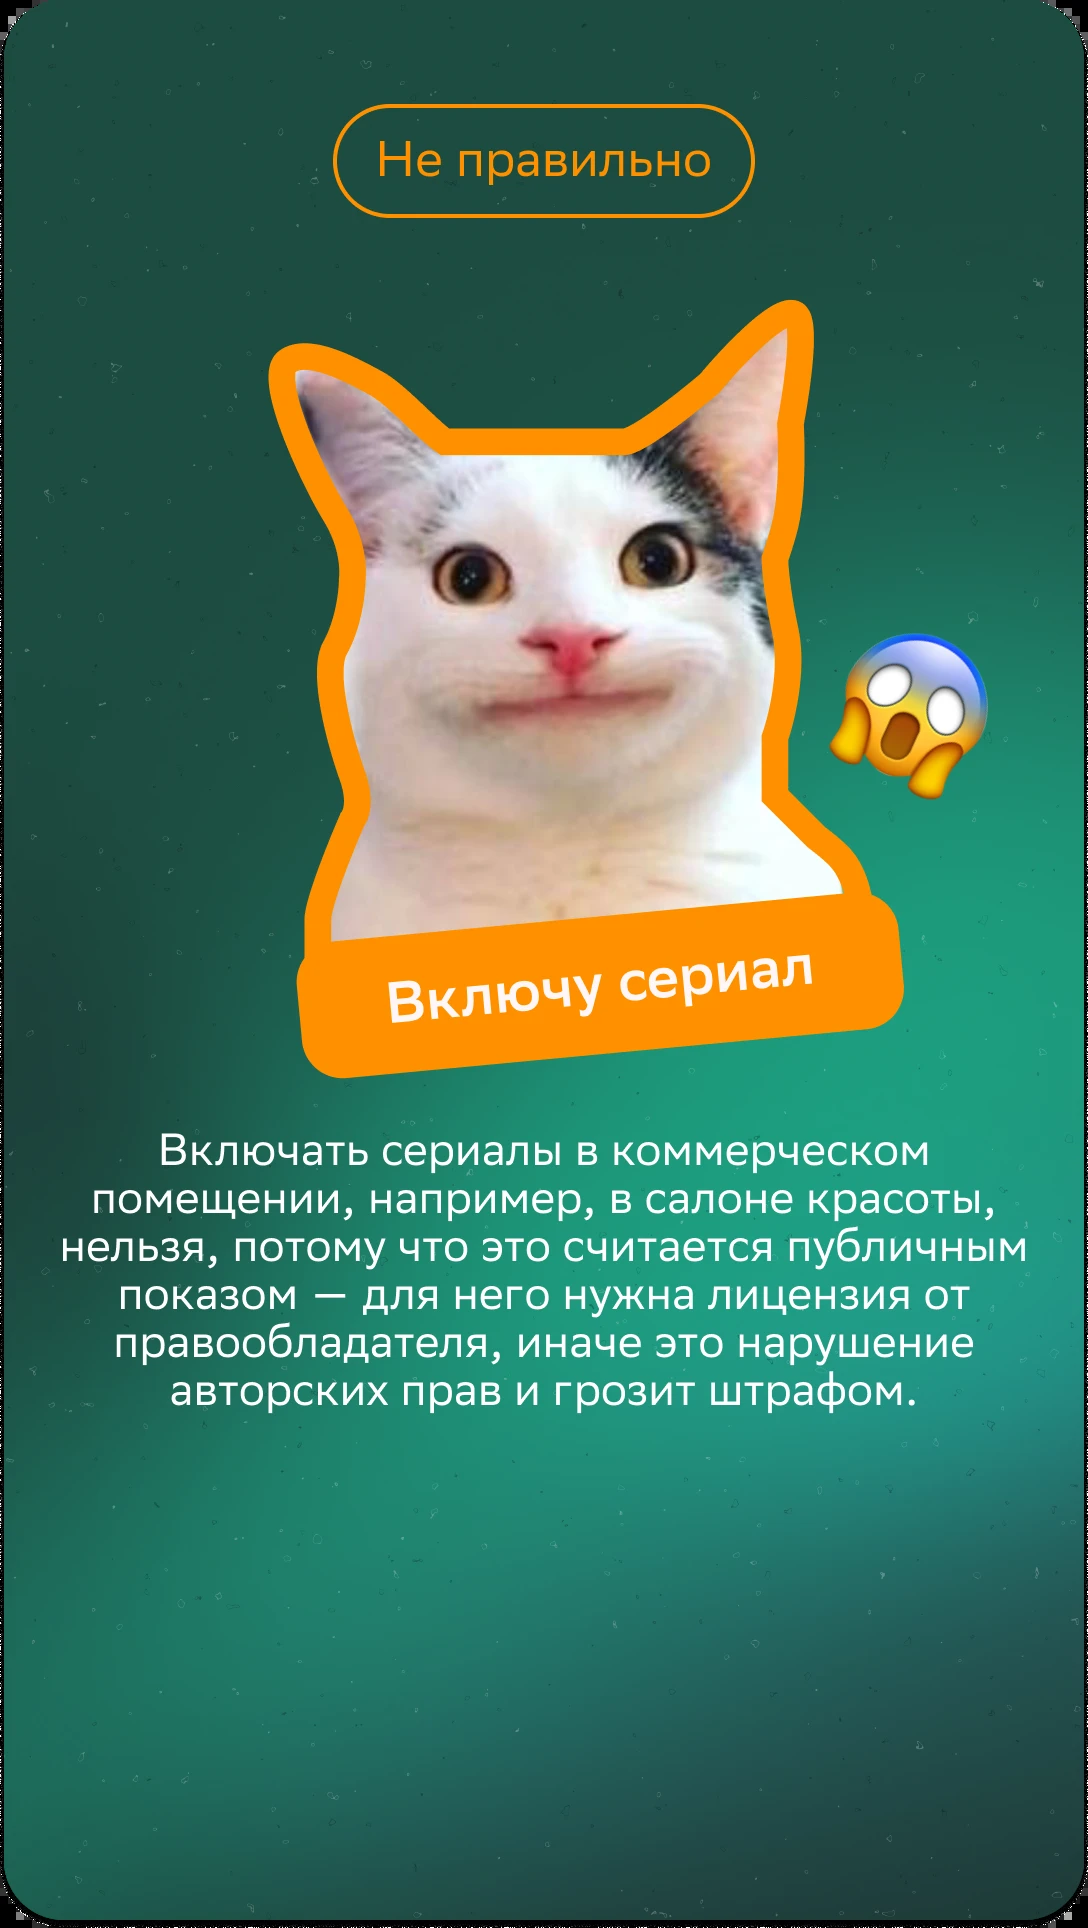 Не правильно
Включу сериал
Включать сериалы в коммерческом
помещении, например, в салоне красоты,
нельзя, потому что это считается публичным
показом — для него нужна лицензия от
правообладателя, иначе это нарушение
авторских прав и грозит штрафом.